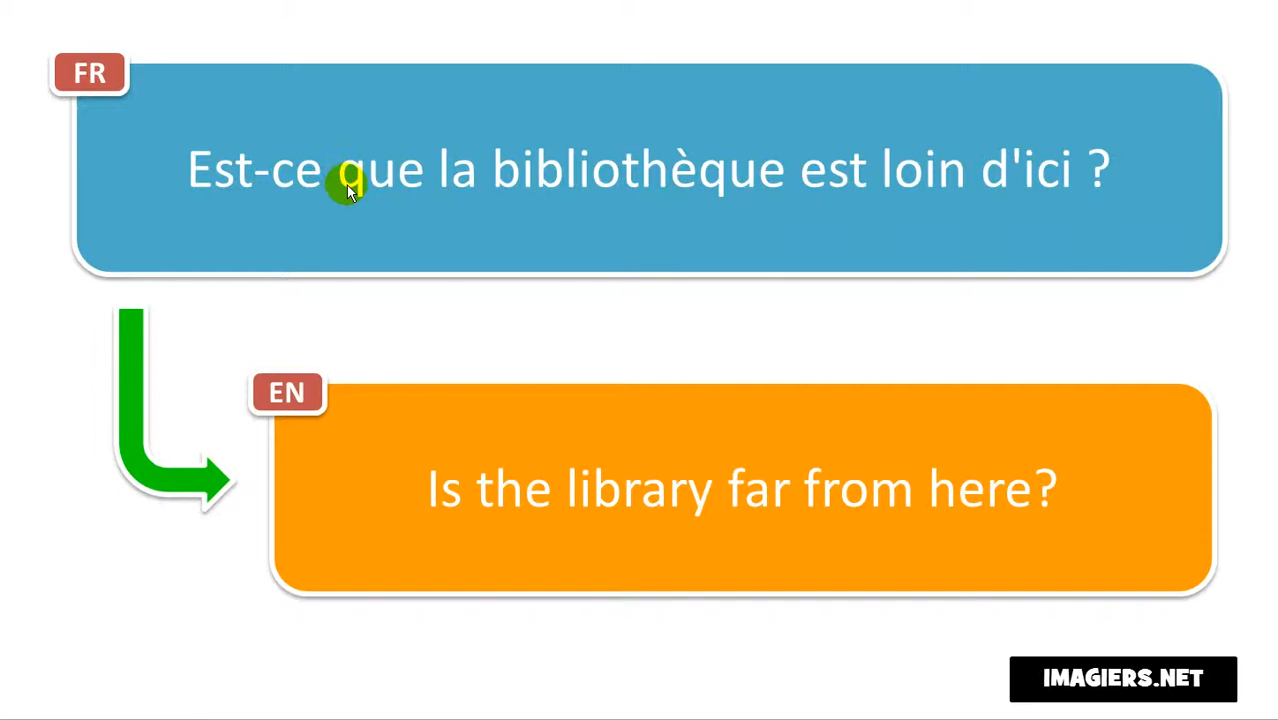 FR
Est-ce que la bibliothèque est loin d'ici ?
EN
Is the library far from here?
IMAGIERS.NET